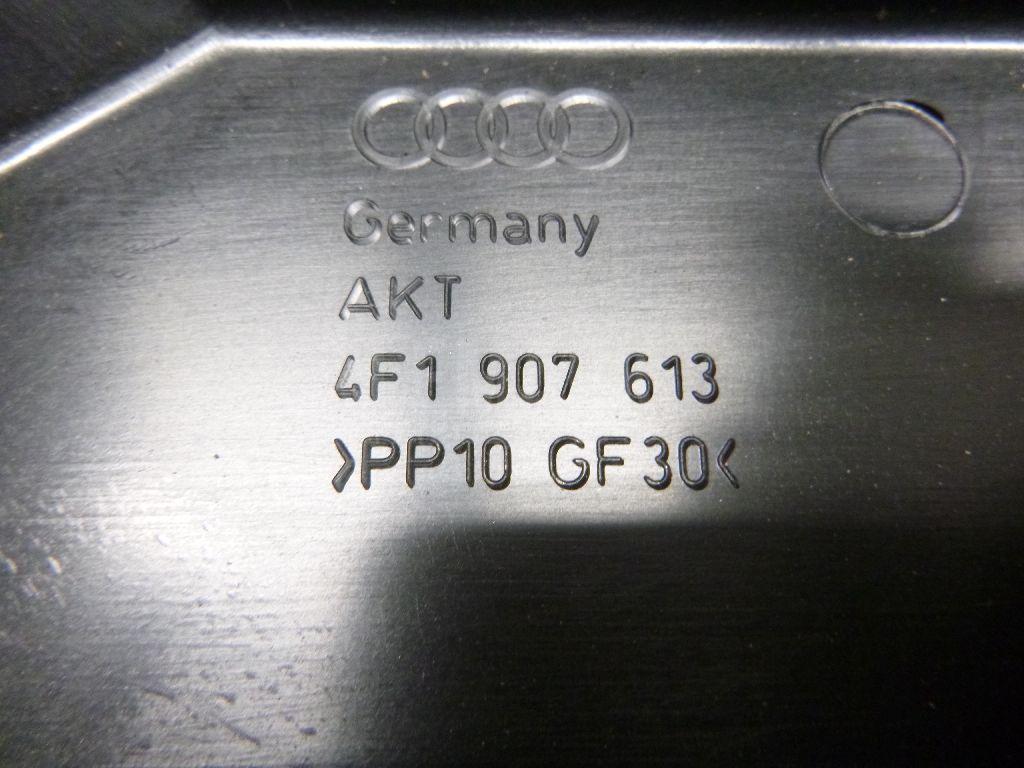 Germany
AKT
4F1 907 613
>PP10 GF30<